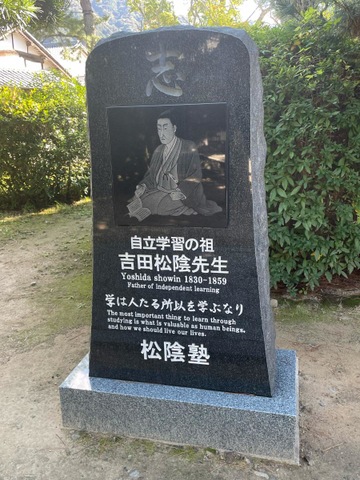 志
自立学習の祖
吉田松陰先生
Yoshida showin 1830-1859
Father of independent learning
学は人たる所以を学ぶなり
The most important thing to learn through
studying is what is valuable as human beings,
and how we should live our lives.
松陰塾